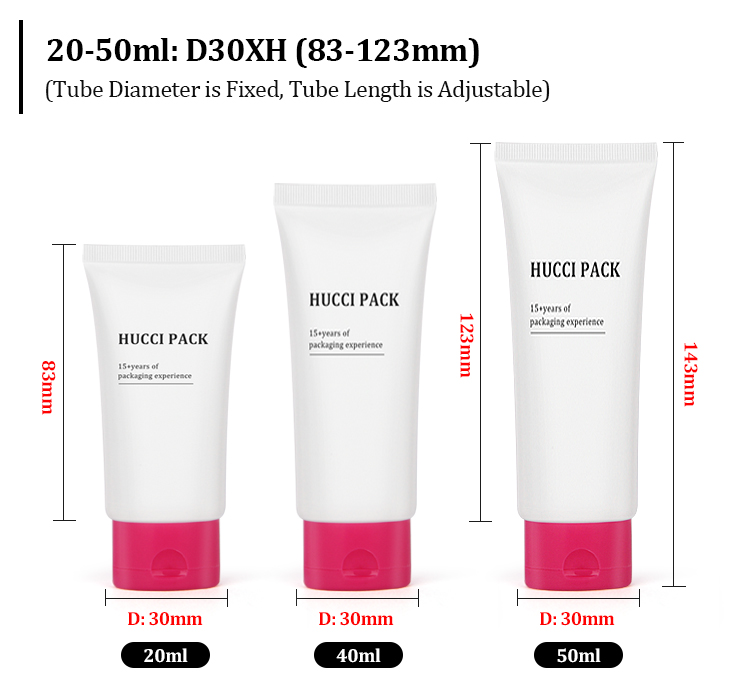 20-50ml: D30XH (83-123mm)
(Tube Diameter is Fixed, Tube Length is Adjustable)
83mm
HUCCI PACK
15+years of
packaging experience
HUCCI PACK
15+years of
packaging experience
123mm
HUCCI PACK
15+years of
packaging experience
143mm
D: 30mm
D: 30mm
D: 30mm
20ml
40ml
50ml